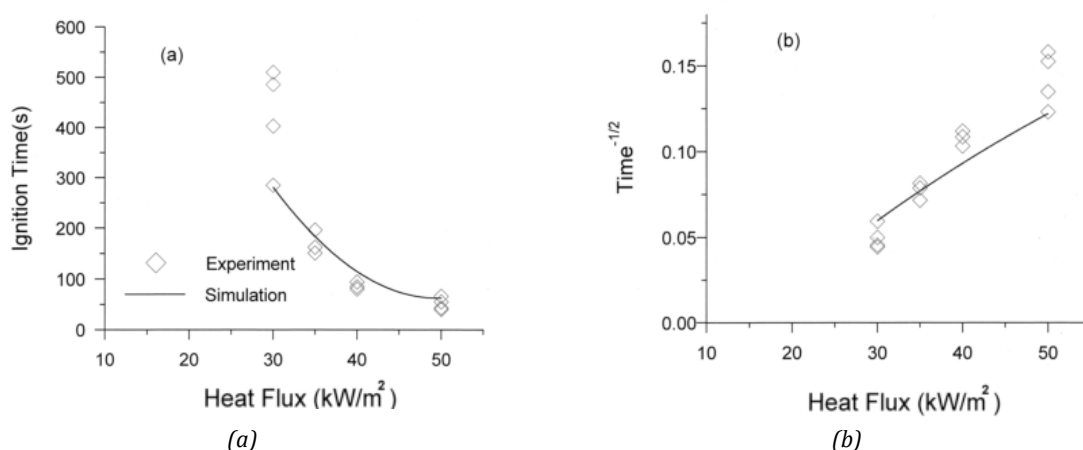 600
500
400
300
200
100
0
Ignition Time(s)
(a)
Experiment
Simulation
10 20 30 40 50
Heat Flux (kW/m²)
(a)
0.15
0.10
0.05
0.00
Time⁻¹/²
(b)
10 20 30 40 50
Heat Flux (kW/m²)
(b)